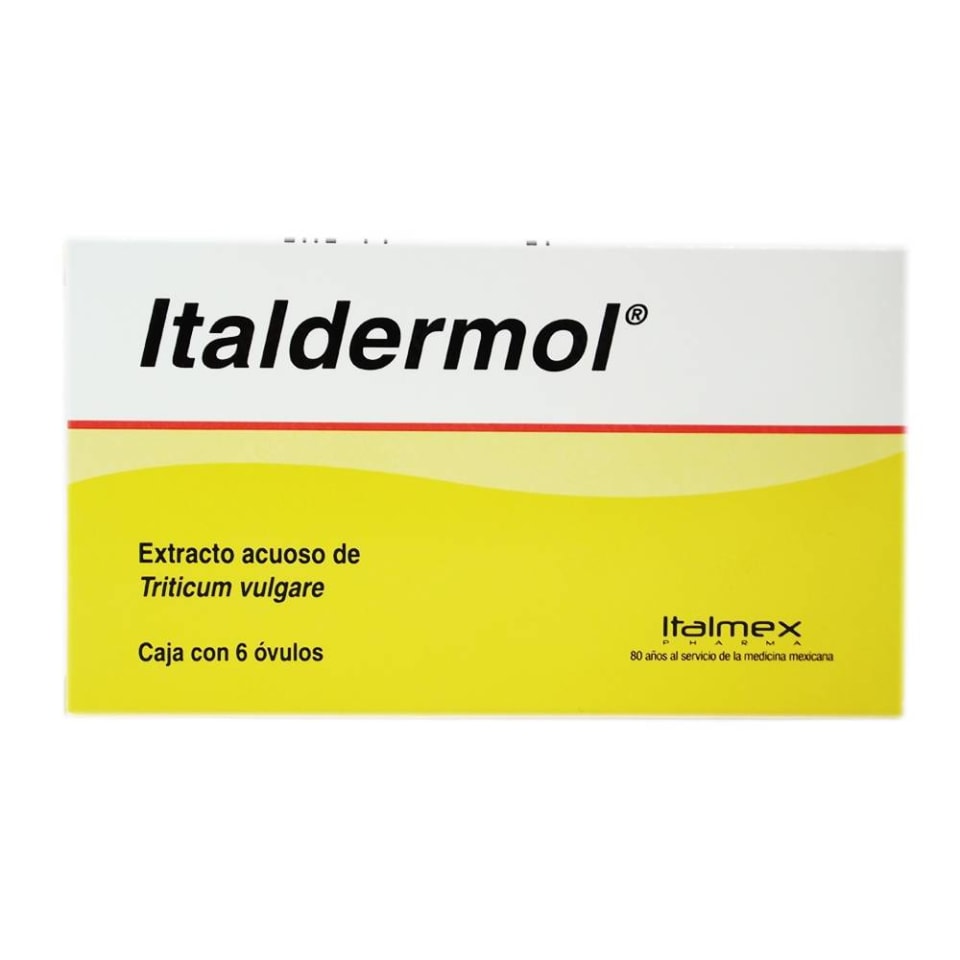 Italdermol®
Extracto acuoso de
Triticum vulgare
Caja con 6 óvulos
Italmex
PHARMA
80 años al servicio de la medicina mexicana